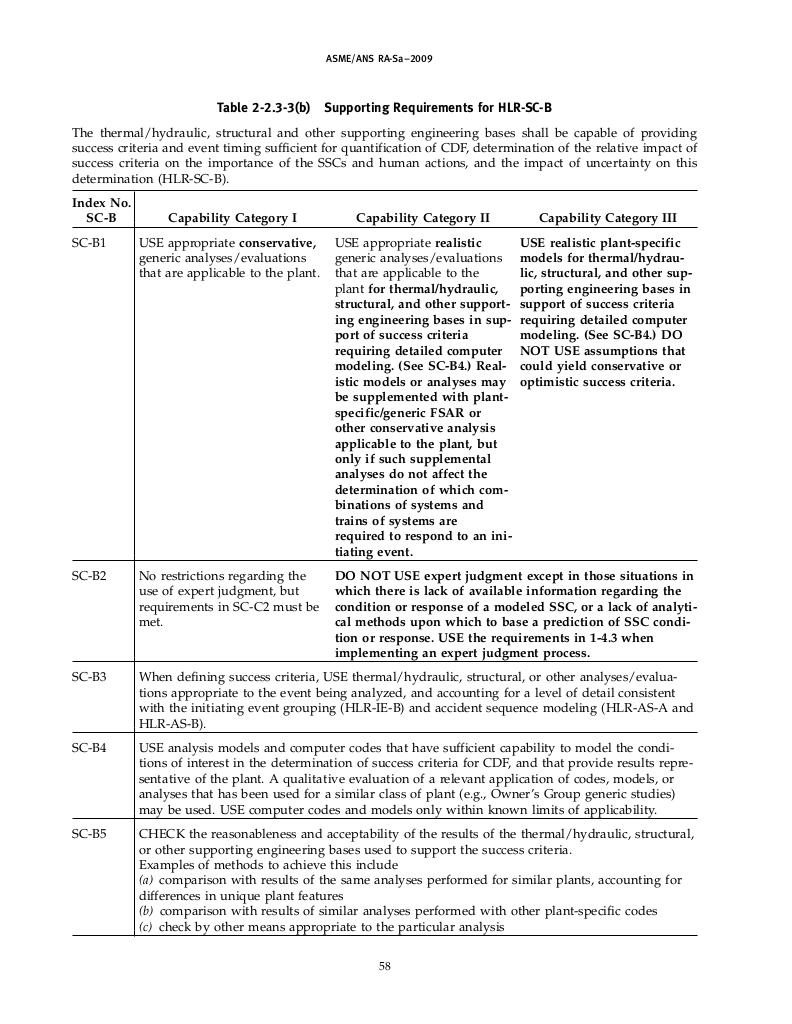 ASME/ANS RA-Sa–2009
Table 2-2.3-3(b) Supporting Requirements for HLR-SC-B
The thermal/hydraulic, structural and other supporting engineering bases shall be capable of providing
success criteria and event timing sufficient for quantification of CDF, determination of the relative impact of
success criteria on the importance of the SSCs and human actions, and the impact of uncertainty on this
determination (HLR-SC-B).
Index No.
SC-B
Capability Category I
Capability Category II
Capability Category III
SC-B1
USE appropriate conservative,
generic analyses/evaluations
that are applicable to the plant.
USE appropriate realistic
generic analyses/evaluations
that are applicable to the
plant for thermal/hydraulic,
structural, and other support-
ing engineering bases in sup-
port of success criteria
requiring detailed computer
modeling. (See SC-B4.) Real-
istic models or analyses may
be supplemented with plant-
specific/generic FSAR or
other conservative analysis
applicable to the plant, but
only if such supplemental
analyses do not affect the
determination of which com-
binations of systems and
trains of systems are
required to respond to an ini-
tiating event.
USE realistic plant-specific
models for thermal/hydrau-
lic, structural, and other sup-
porting engineering bases in
support of success criteria
requiring detailed computer
modeling. (See SC-B4.) DO
NOT USE assumptions that
could yield conservative or
optimistic success criteria.
SC-B2
No restrictions regarding the
use of expert judgment, but
requirements in SC-C2 must be
met.
DO NOT USE expert judgment except in those situations in
which there is lack of available information regarding the
condition or response of a modeled SSC, or a lack of analyti-
cal methods upon which to base a prediction of SSC condi-
tion or response. USE the requirements in 1-4.3 when
implementing an expert judgment process.
SC-B3
When defining success criteria, USE thermal/hydraulic, structural, or other analyses/evalua-
tions appropriate to the event being analyzed, and accounting for a level of detail consistent
with the initiating event grouping (HLR-IE-B) and accident sequence modeling (HLR-AS-A and
HLR-AS-B).
SC-B4
USE analysis models and computer codes that have sufficient capability to model the condi-
tions of interest in the determination of success criteria for CDF, and that provide results repre-
sentative of the plant. A qualitative evaluation of a relevant application of codes, models, or
analyses that has been used for a similar class of plant (e.g., Owner's Group generic studies)
may be used. USE computer codes and models only within known limits of applicability.
SC-B5
CHECK the reasonableness and acceptability of the results of the thermal/hydraulic, structural,
or other supporting engineering bases used to support the success criteria.
Examples of methods to achieve this include
(a) comparison with results of the same analyses performed for similar plants, accounting for
differences in unique plant features
(b) comparison with results of similar analyses performed with other plant-specific codes
(c) check by other means appropriate to the particular analysis
58